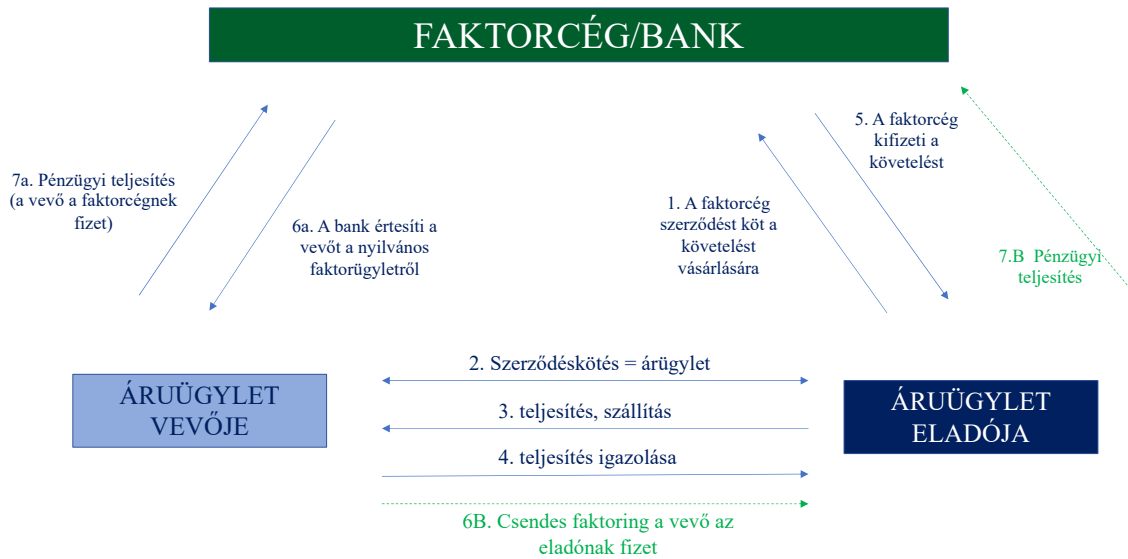 FAKTORCÉG/BANK
5. A faktorcég
kifizeti a
követelést
7a. Pénzügyi teljesítés
(a vevő a faktorcégnek
fizet)
6a. A bank értesíti a
vevőt a nyilvános
faktorügyletről
1. A faktorcég
szerződést köt a
követelést
vásárlására
7.B Pénzügyi
teljesítés
2. Szerződéskötés = árügylet
ÁRUÜGYLET
VEVŐJE
3. teljesítés, szállítás
ÁRUÜGYLET
ELADÓJA
4. teljesítés igazolása
6B. Csendes faktoring a vevő az
eladónak fizet